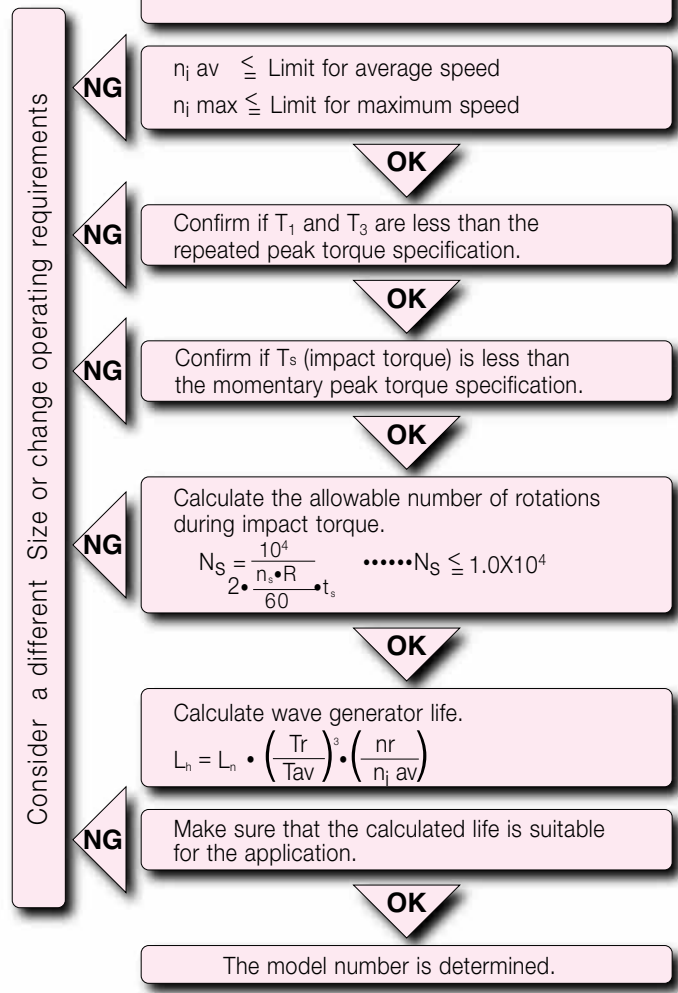 Consider a different Size or change operating requirements
NG
nᵢ av ≦ Limit for average speed
nᵢ max ≦ Limit for maximum speed
OK
NG
Confirm if T₁ and T₃ are less than the
repeated peak torque specification.
OK
NG
Confirm if Ts (impact torque) is less than
the momentary peak torque specification.
OK
NG
Calculate the allowable number of rotations
during impact torque.
N_S = 10⁴ / (2•(nₛ•R / 60)•tₛ) ••••••N_S ≦ 1.0X10⁴
OK
Calculate wave generator life.
Lₕ = Lₙ • (Tr / Tav)³ • (nr / nᵢ av)
NG
Make sure that the calculated life is suitable
for the application.
OK
The model number is determined.